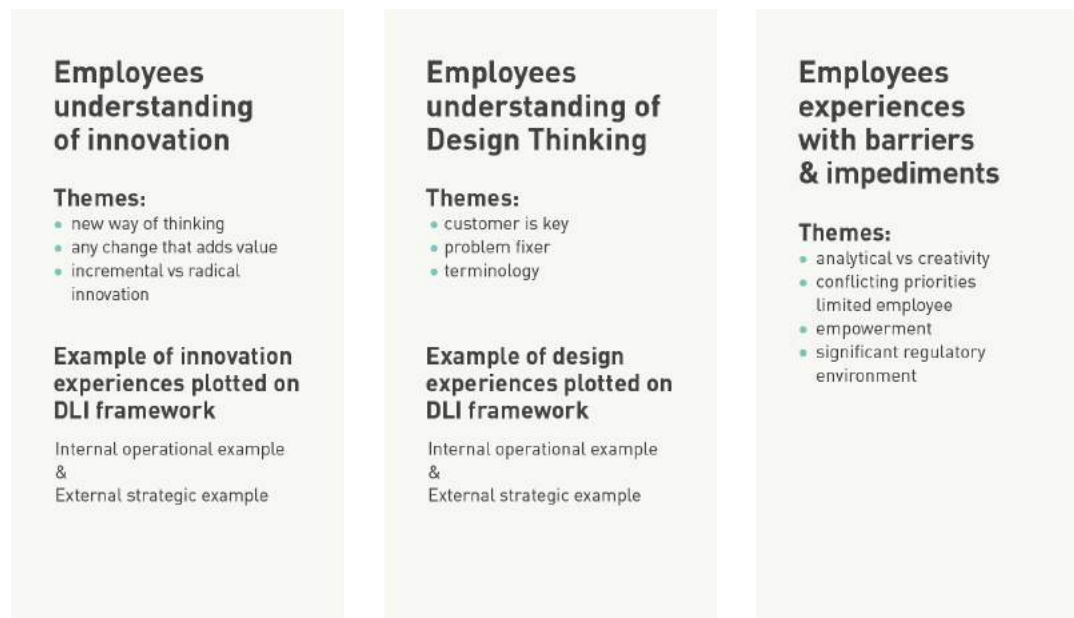 Employees
understanding
of innovation
Themes:
• new way of thinking
• any change that adds value
• incremental vs radical
innovation
Example of innovation
experiences plotted on
DLI framework
Internal operational example
&
External strategic example
Employees
understanding of
Design Thinking
Themes:
• customer is key
• problem fixer
• terminology
Example of design
experiences plotted on
DLI framework
Internal operational example
&
External strategic example
Employees
experiences
with barriers
& impediments
Themes:
• analytical vs creativity
• conflicting priorities
limited employee
• empowerment
• significant regulatory
environment